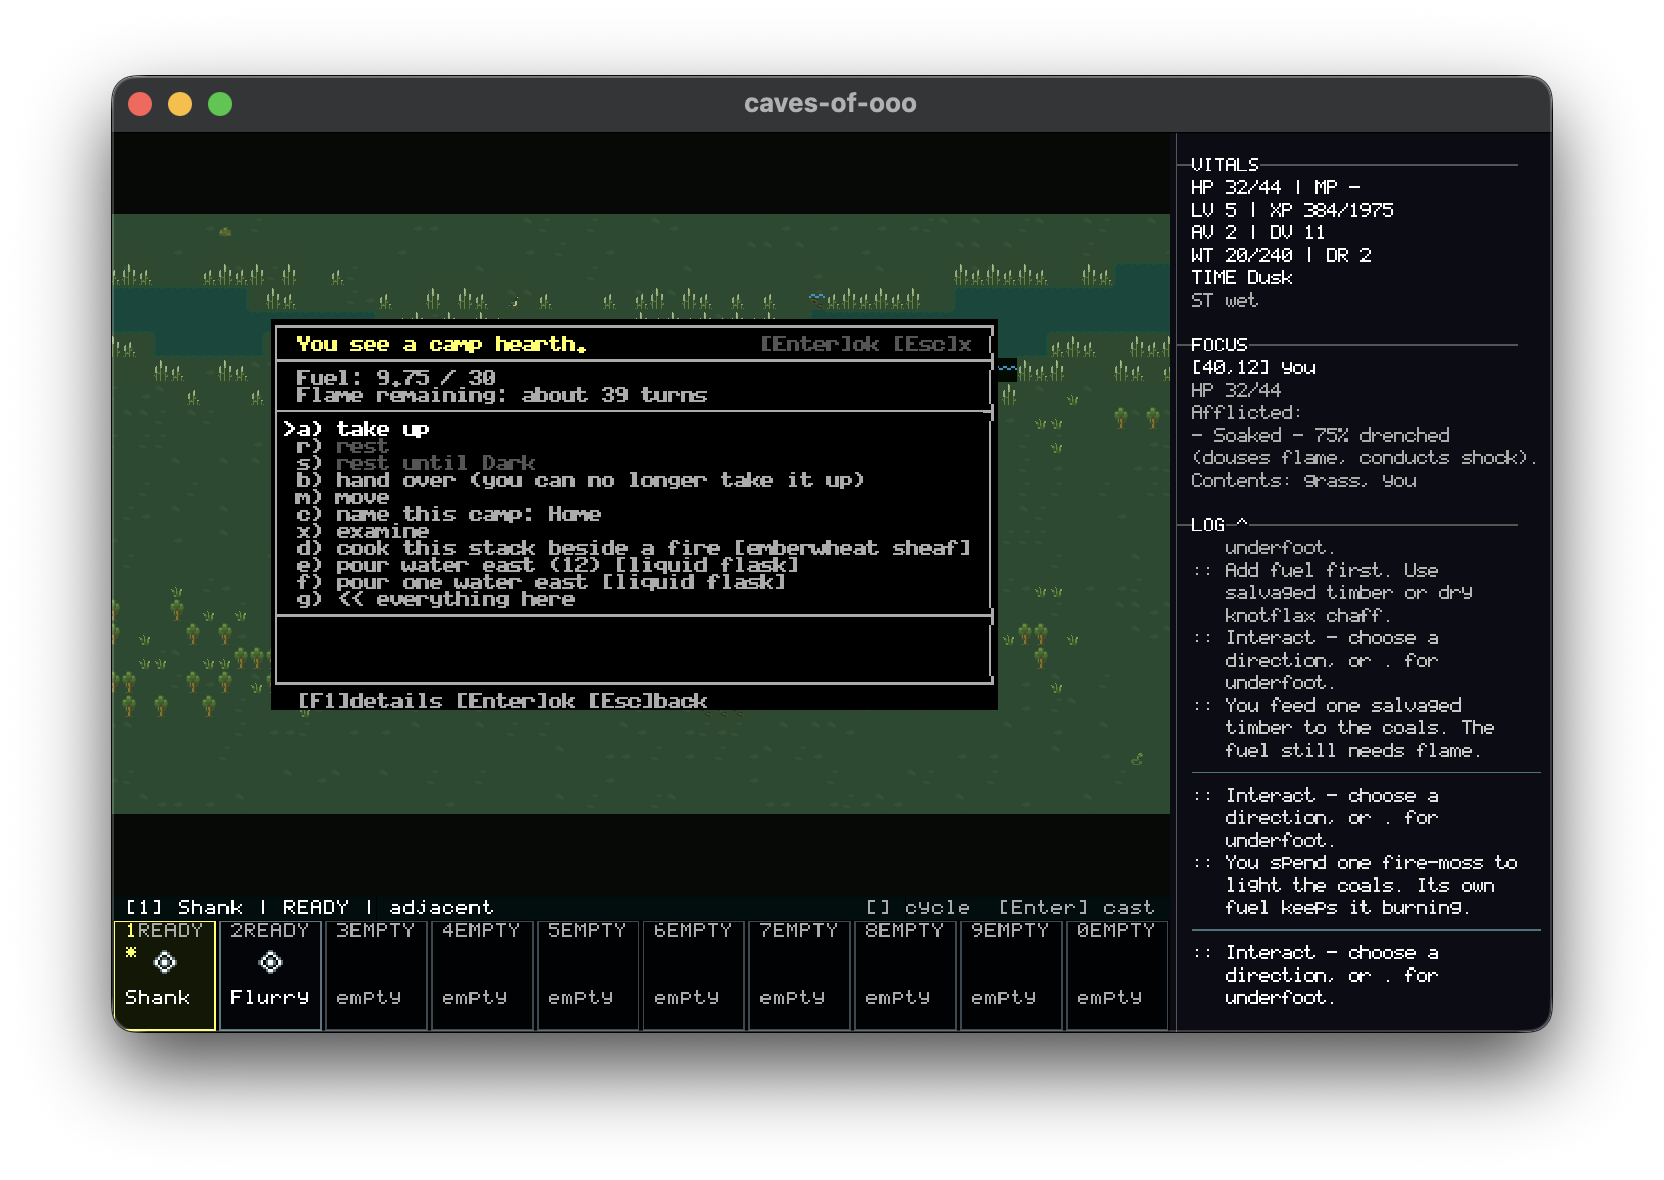 caves-of-ooo
You see a camp hearth. [Enter]ok [Esc]x
Fuel: 9.75 / 30
Flame remaining: about 39 turns
>a) take up
r) rest
s) rest until Dark
b) hand over (you can no longer take it up)
m) move
c) name this camp: Home
x) examine
d) cook this stack beside a fire [emberwheat sheaf]
e) pour water east (12) [liquid flask]
f) pour one water east [liquid flask]
g) << everything here
[F1]details [Enter]ok [Esc]back
VITALS
HP 32/44 | MP -
LV 5 | XP 384/1975
AV 2 | DV 11
WT 20/240 | DR 2
TIME Dusk
ST wet
FOCUS
[40,12] You
HP 32/44
Afflicted:
- Soaked - 75% drenched
(douses flame, conducts shock).
Contents: grass, You
LOG ^
underfoot.
:: Add fuel first. Use
salvaged timber or dry
knotflax chaff.
:: Interact - choose a
direction, or . for
underfoot.
:: You feed one salvaged
timber to the coals. The
fuel still needs flame.
:: Interact - choose a
direction, or . for
underfoot.
:: You spend one fire-moss to
light the coals. Its own
fuel keeps it burning.
:: Interact - choose a
direction, or . for
underfoot.
[1] Shank | READY | adjacent [] cycle [Enter] cast
1READY 2READY 3EMPTY 4EMPTY 5EMPTY 6EMPTY 7EMPTY 8EMPTY 9EMPTY 0EMPTY
*
Shank Flurry empty empty empty empty empty empty empty empty